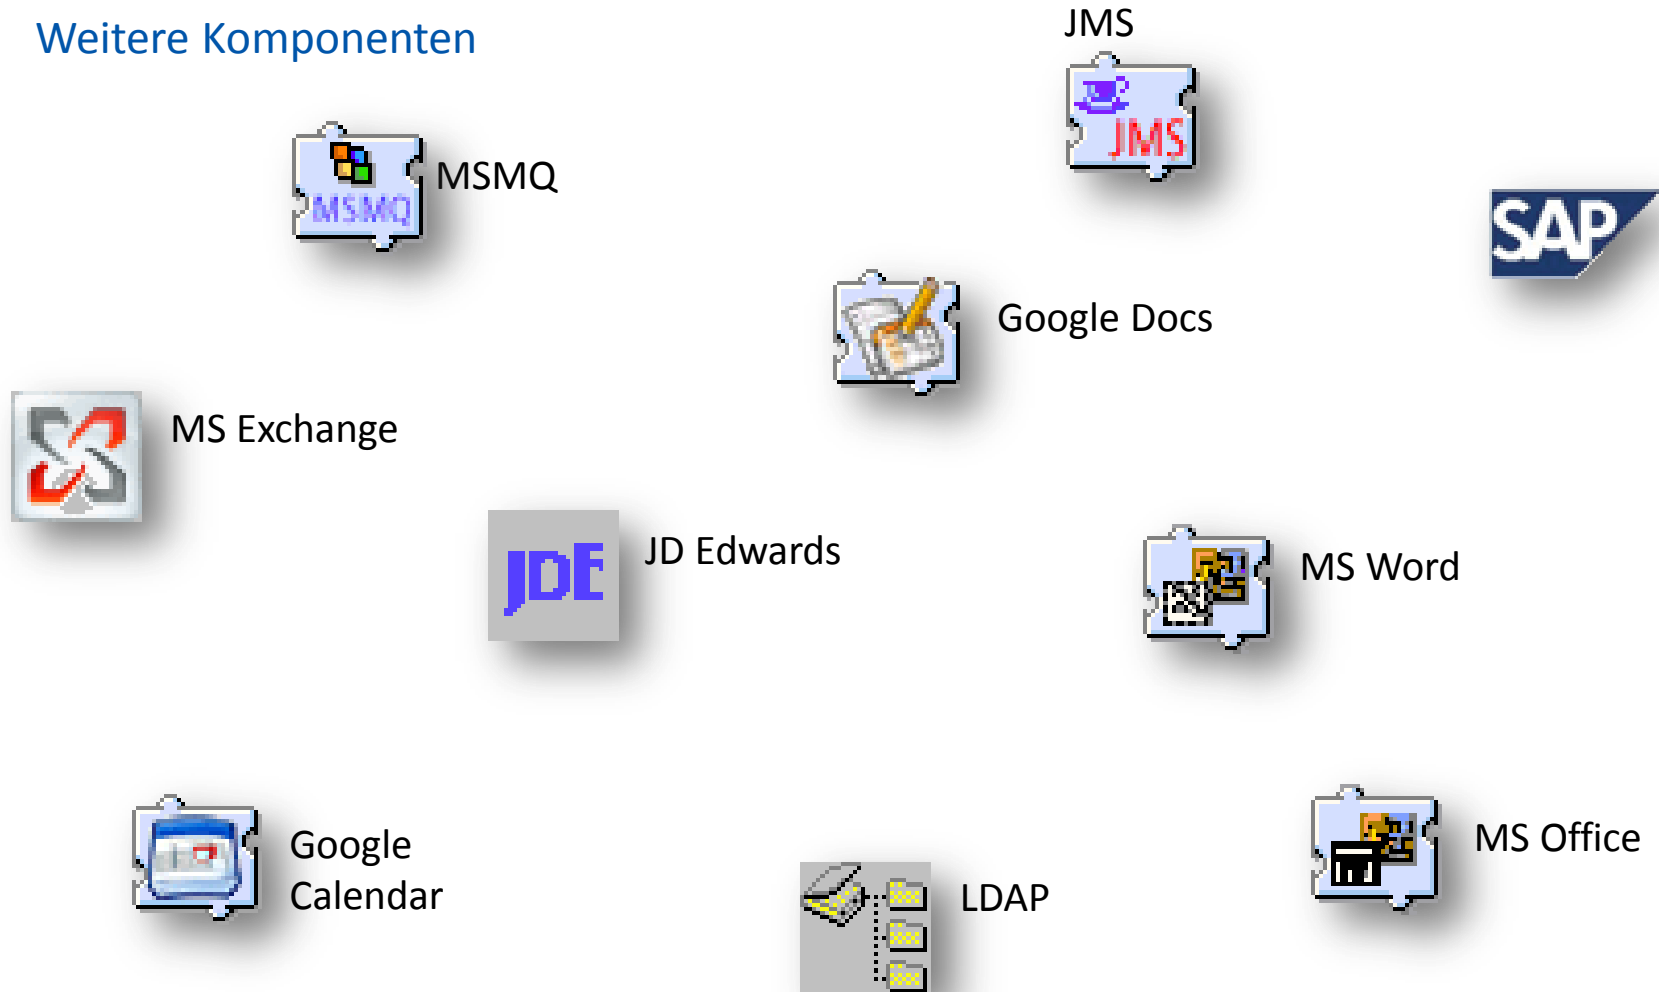 Weitere Komponenten
JMS
JMS
MSMQ
MSMQ
SAP
Google Docs
MS Exchange
JD Edwards
JDE
MS Word
Google
Calendar
MS Office
LDAP